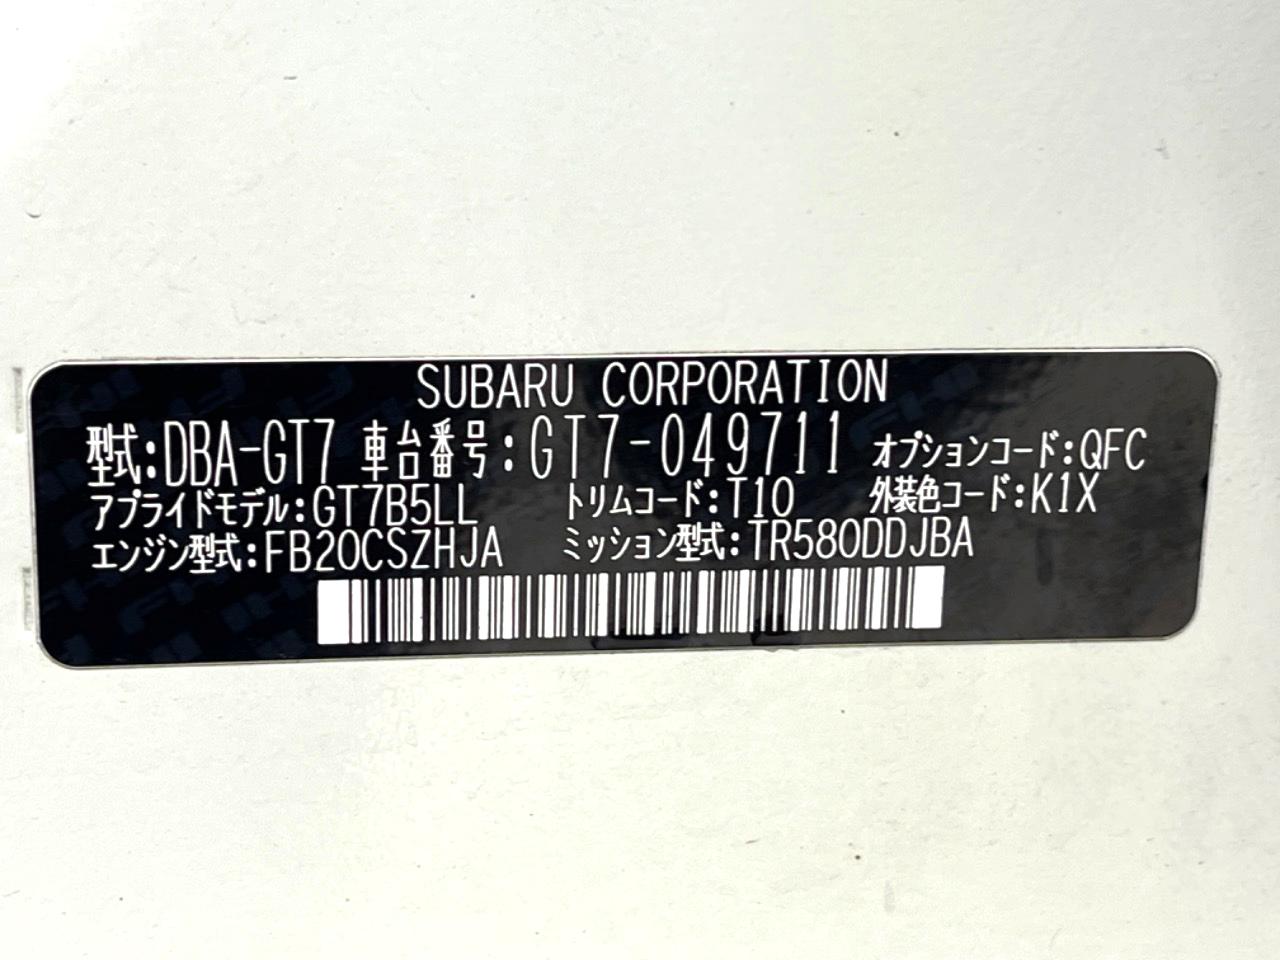 SUBARU CORPORATION
型式:DBA-GT7 車台番号:GT7-049711 オプションコード:QFC
アプライドモデル:GT7B5LL トリムコード:T10 外装色コード:K1X
エンジン型式:FB20CSZHJA ミッション型式:TR580DDJBA